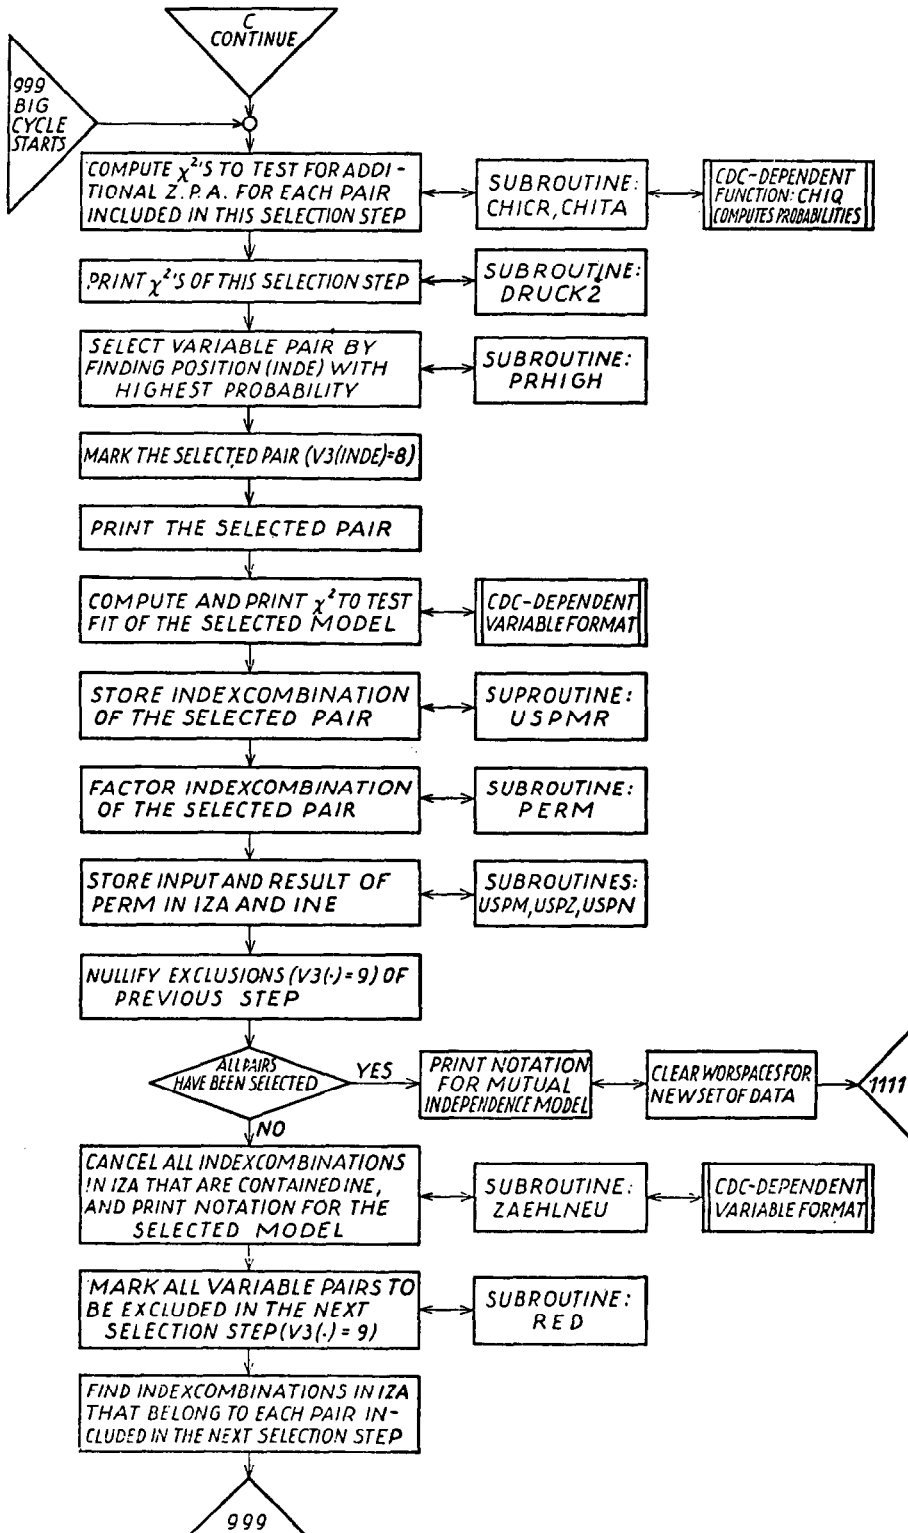 C
CONTINUE
999
BIG
CYCLE
STARTS
COMPUTE χ²'S TO TEST FOR ADDI-
TIONAL Z.P.A. FOR EACH PAIR
INCLUDED IN THIS SELECTION STEP
SUBROUTINE:
CHICR, CHITA
CDC-DEPENDENT
FUNCTION: CHIQ
COMPUTES PROBABILITIES
PRINT χ²'S OF THIS SELECTION STEP
SUBROUTINE:
DRUCK2
SELECT VARIABLE PAIR BY
FINDING POSITION (INDE) WITH
HIGHEST PROBABILITY
SUBROUTINE:
PRHIGH
MARK THE SELECTED PAIR (V3(INDE)=8)
PRINT THE SELECTED PAIR
COMPUTE AND PRINT χ² TO TEST
FIT OF THE SELECTED MODEL
CDC-DEPENDENT
VARIABLE FORMAT
STORE INDEXCOMBINATION
OF THE SELECTED PAIR
SUPROUTINE:
USPMR
FACTOR INDEXCOMBINATION
OF THE SELECTED PAIR
SUBROUTINE:
PERM
STORE INPUT AND RESULT OF
PERM IN IZA AND INE
SUBROUTINES:
USPM, USPZ, USPN
NULLIFY EXCLUSIONS (V3(·)=9) OF
PREVIOUS STEP
ALL PAIRS
HAVE BEEN SELECTED
YES
PRINT NOTATION
FOR MUTUAL
INDEPENDENCE MODEL
CLEAR WORSPACES FOR
NEW SET OF DATA
1111
NO
CANCEL ALL INDEXCOMBINATIONS
IN IZA THAT ARE CONTAINED INE,
AND PRINT NOTATION FOR THE
SELECTED MODEL
SUBROUTINE:
ZAEHLNEU
CDC-DEPENDENT
VARIABLE FORMAT
MARK ALL VARIABLE PAIRS TO
BE EXCLUDED IN THE NEXT
SELECTION STEP (V3(·) = 9)
SUBROUTINE:
RED
FIND INDEXCOMBINATIONS IN IZA
THAT BELONG TO EACH PAIR IN-
CLUDED IN THE NEXT SELECTION STEP
999